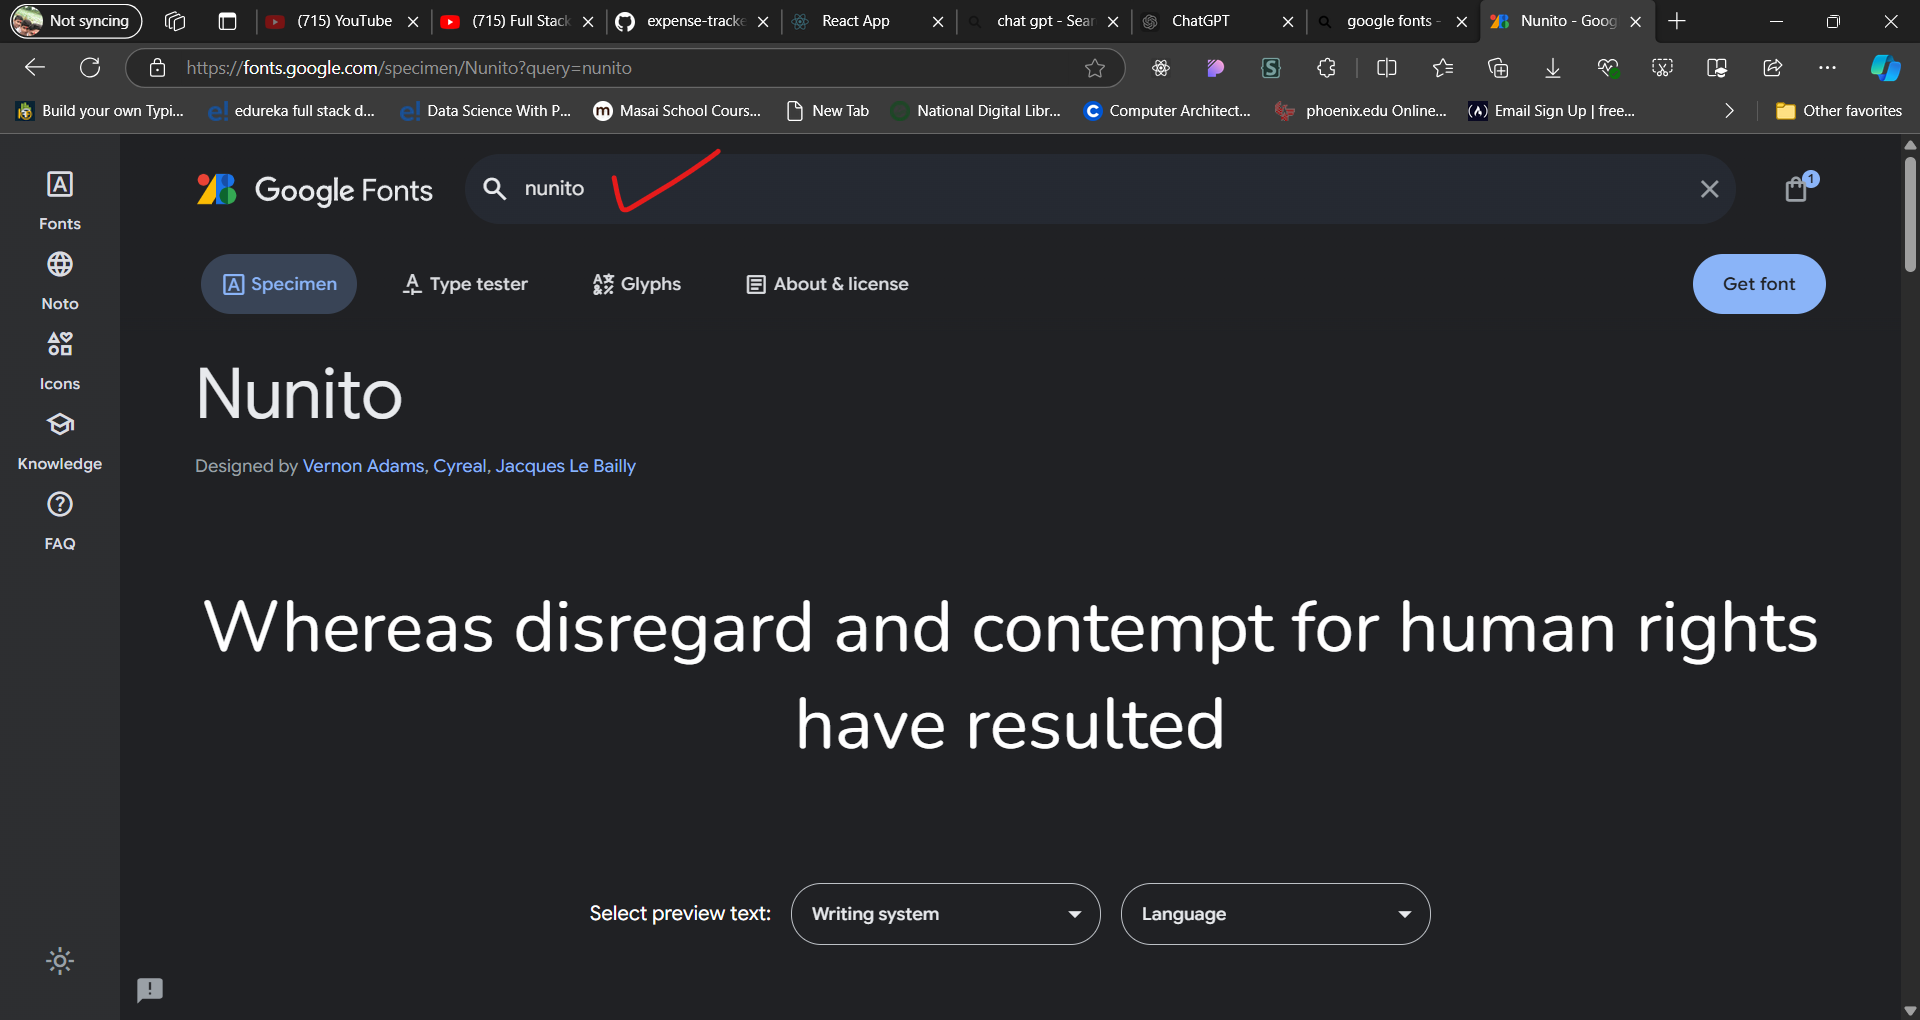 Not syncing
(715) YouTube
(715) Full Stack
expense-tracke
React App
chat gpt - Sear
ChatGPT
google fonts -
Nunito - Goog
https://fonts.google.com/specimen/Nunito?query=nunito
Build your own Typi...
edureka full stack d...
Data Science With P...
Masai School Cours...
New Tab
National Digital Libr...
Computer Architect...
phoenix.edu Online...
Email Sign Up | free...
Other favorites
Fonts
Noto
Icons
Knowledge
FAQ
Google Fonts
nunito
1
Specimen
Type tester
Glyphs
About & license
Get font
Nunito
Designed by Vernon Adams, Cyreal, Jacques Le Bailly
Whereas disregard and contempt for human rights
have resulted
Select preview text:
Writing system
Language